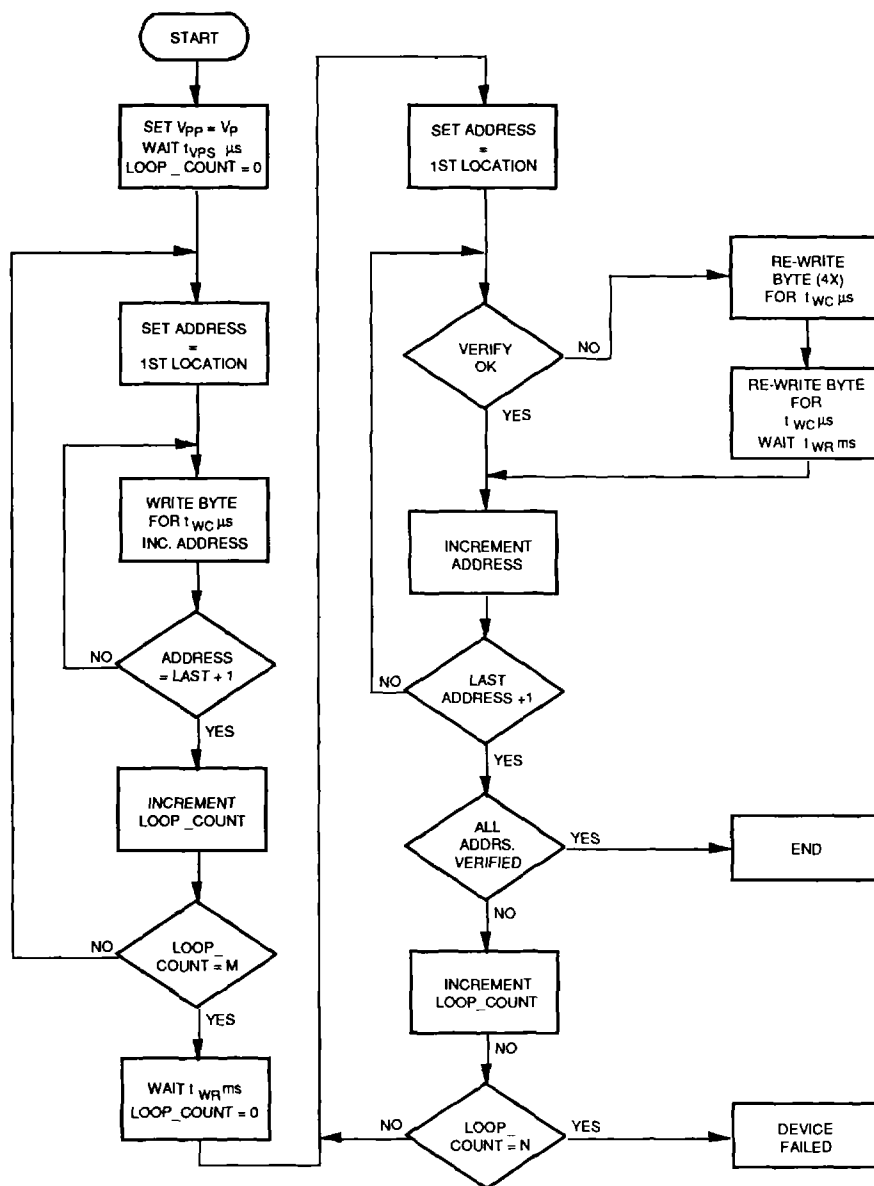 START
SET VPP = VP
WAIT tVPS µs
LOOP_COUNT = 0
SET ADDRESS
=
1ST LOCATION
WRITE BYTE
FOR tWC µs
INC. ADDRESS
NO
ADDRESS
= LAST + 1
YES
INCREMENT
LOOP_COUNT
NO
LOOP_
COUNT = M
YES
WAIT tWR ms
LOOP_COUNT = 0
SET ADDRESS
=
1ST LOCATION
VERIFY
OK
NO
YES
RE-WRITE
BYTE (4X)
FOR tWC µs
RE-WRITE BYTE
FOR
tWC µs
WAIT tWR ms
INCREMENT
ADDRESS
NO
LAST
ADDRESS +1
YES
ALL
ADDRS.
VERIFIED
YES
END
NO
INCREMENT
LOOP_COUNT
NO
NO
LOOP_
COUNT = N
YES
DEVICE
FAILED